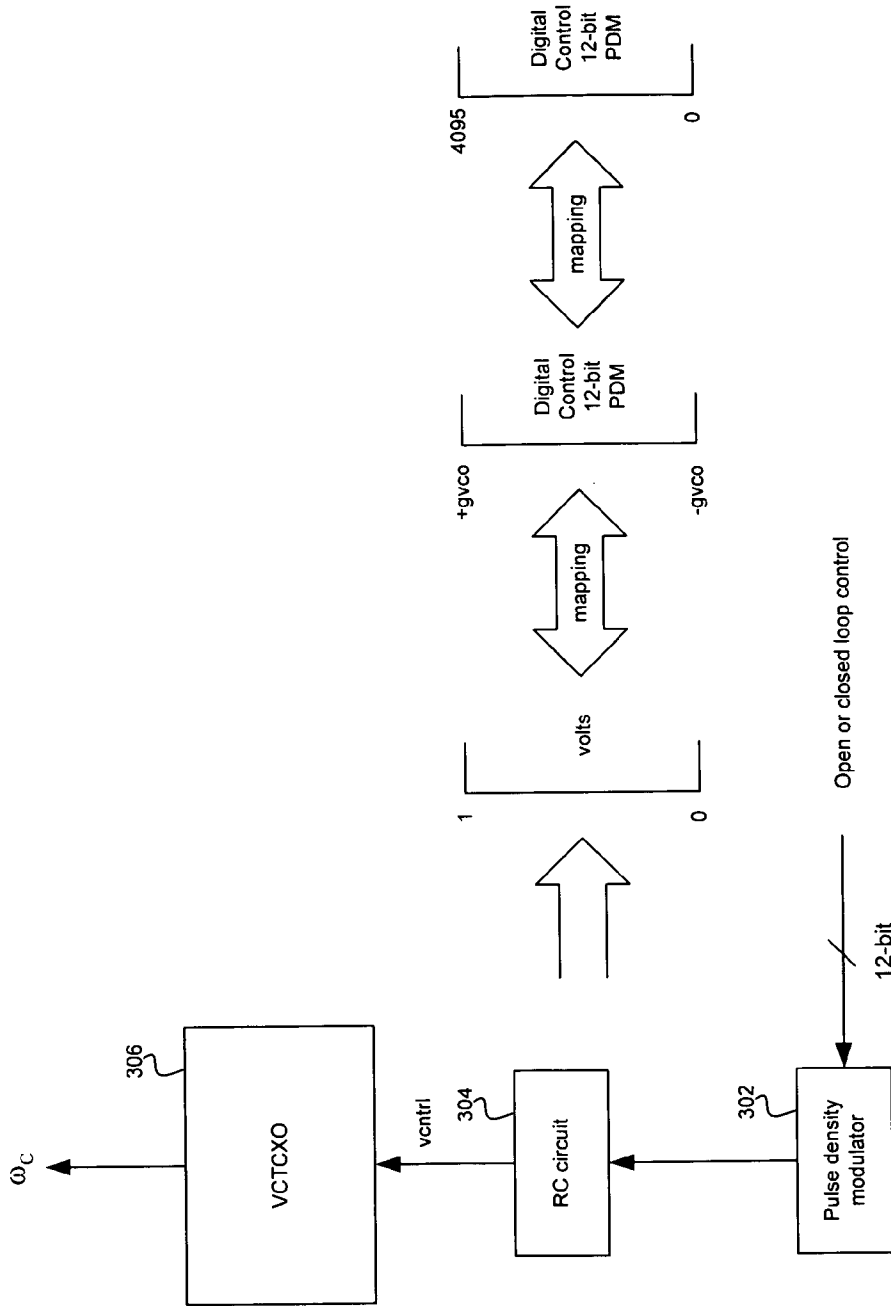 ω_C
306
VCTCXO
vcntrl
304
RC circuit
302
Pulse density
modulator
12-bit
Open or closed loop control
1
volts
0
mapping
+gvco
Digital
Control
12-bit
PDM
-gvco
mapping
4095
Digital
Control
12-bit
PDM
0